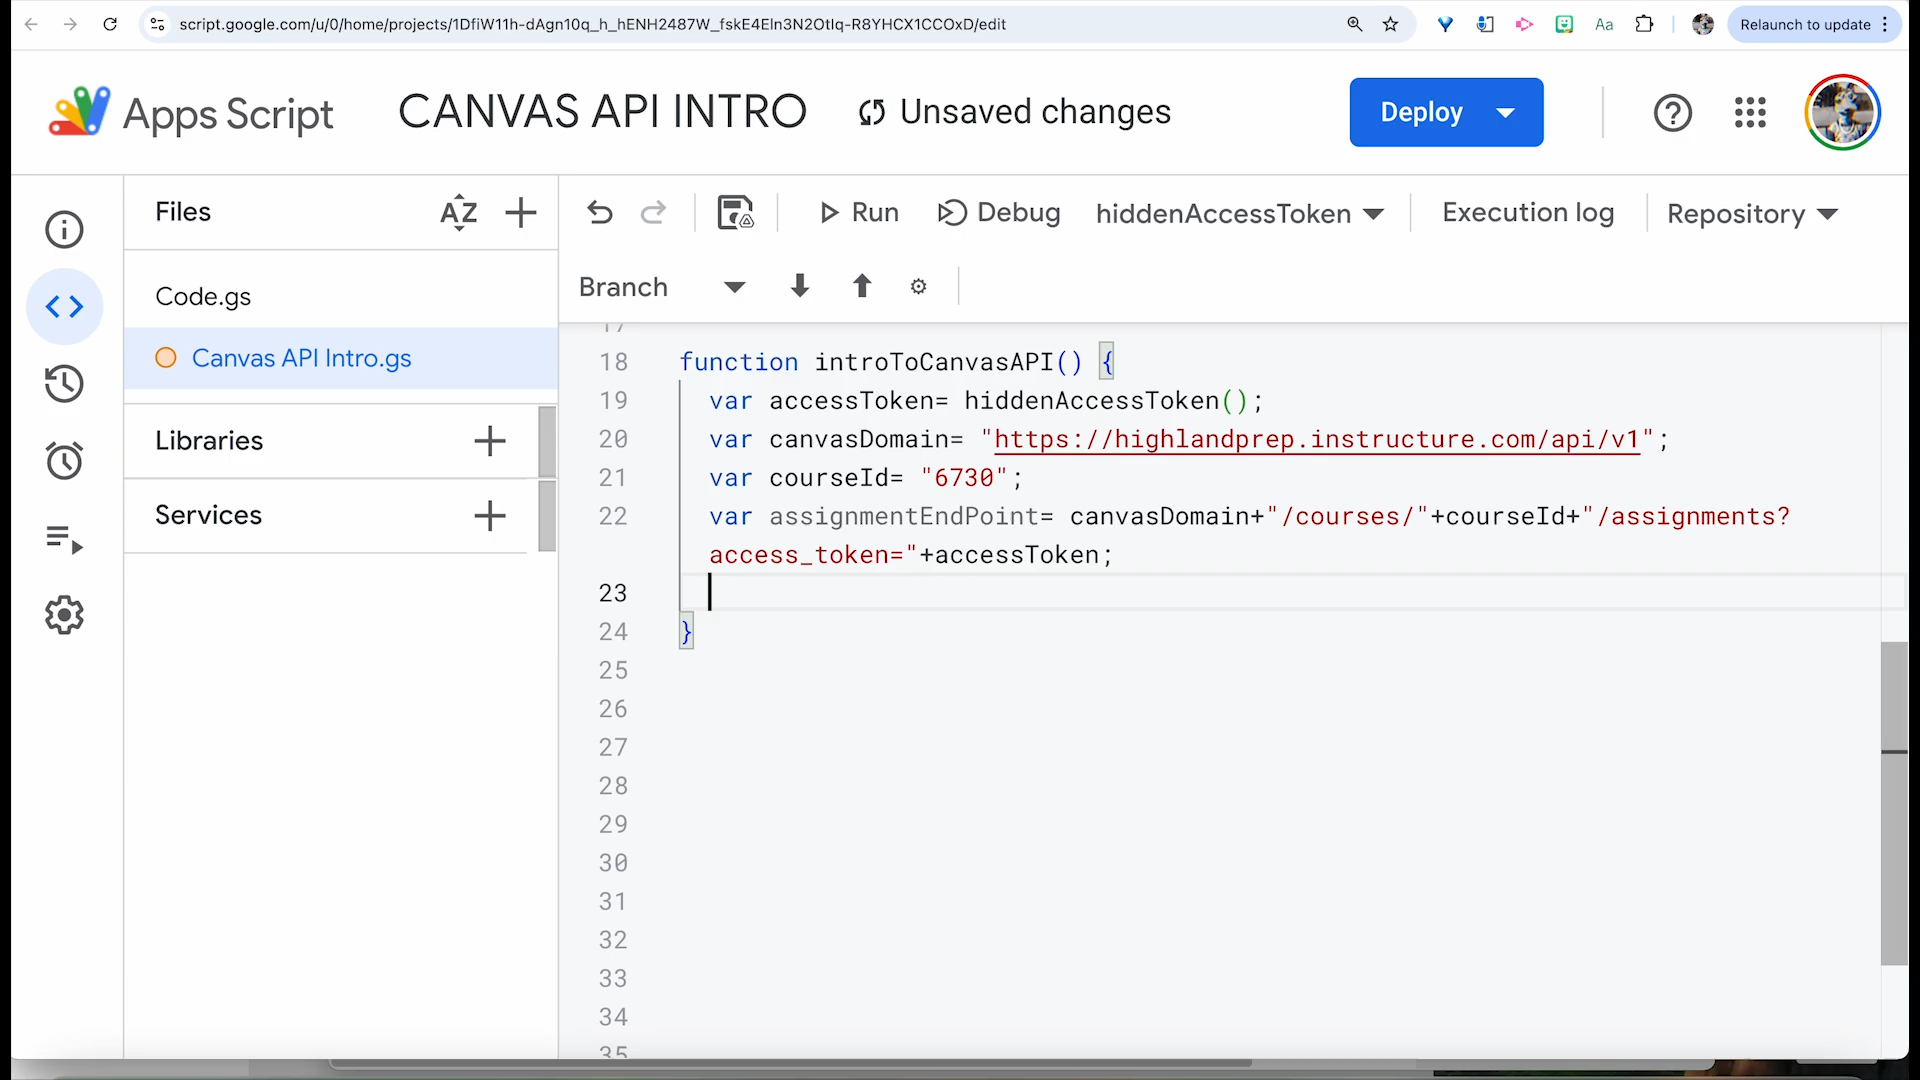 script.google.com/u/0/home/projects/1DfiW11h-dAgn10q_h_hENH2487W_fskE4Eln3N2Otlq-R8YHCX1CCOxD/edit
Aa
Relaunch to update
Apps Script
CANVAS API INTRO
Unsaved changes
Deploy
Files
AZ
Run
Debug
hiddenAccessToken
Execution log
Repository
Branch
Code.gs
Canvas API Intro.gs
Libraries
Services
17
18 function introToCanvasAPI() {
19 var accessToken= hiddenAccessToken();
20 var canvasDomain= "https://highlandprep.instructure.com/api/v1";
21 var courseId= "6730";
22 var assignmentEndPoint= canvasDomain+"/courses/"+courseId+"/assignments?
access_token="+accessToken;
23
24 }
25
26
27
28
29
30
31
32
33
34
35